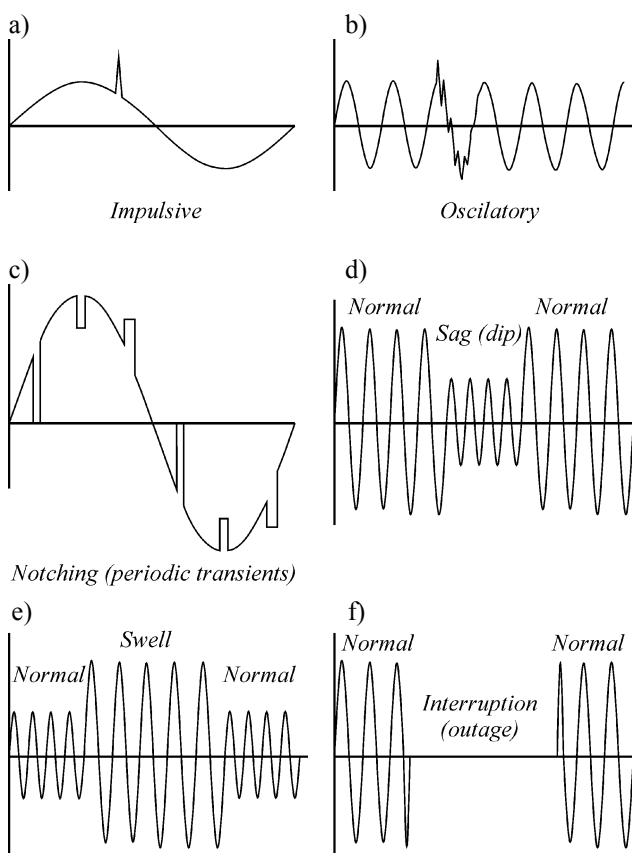 a)
b)
Impulsive
Oscilatory
c)
d)
Normal
Normal
Sag (dip)
Notching (periodic transients)
e)
f)
Swell
Normal
Normal
Normal
Normal
Interruption
(outage)